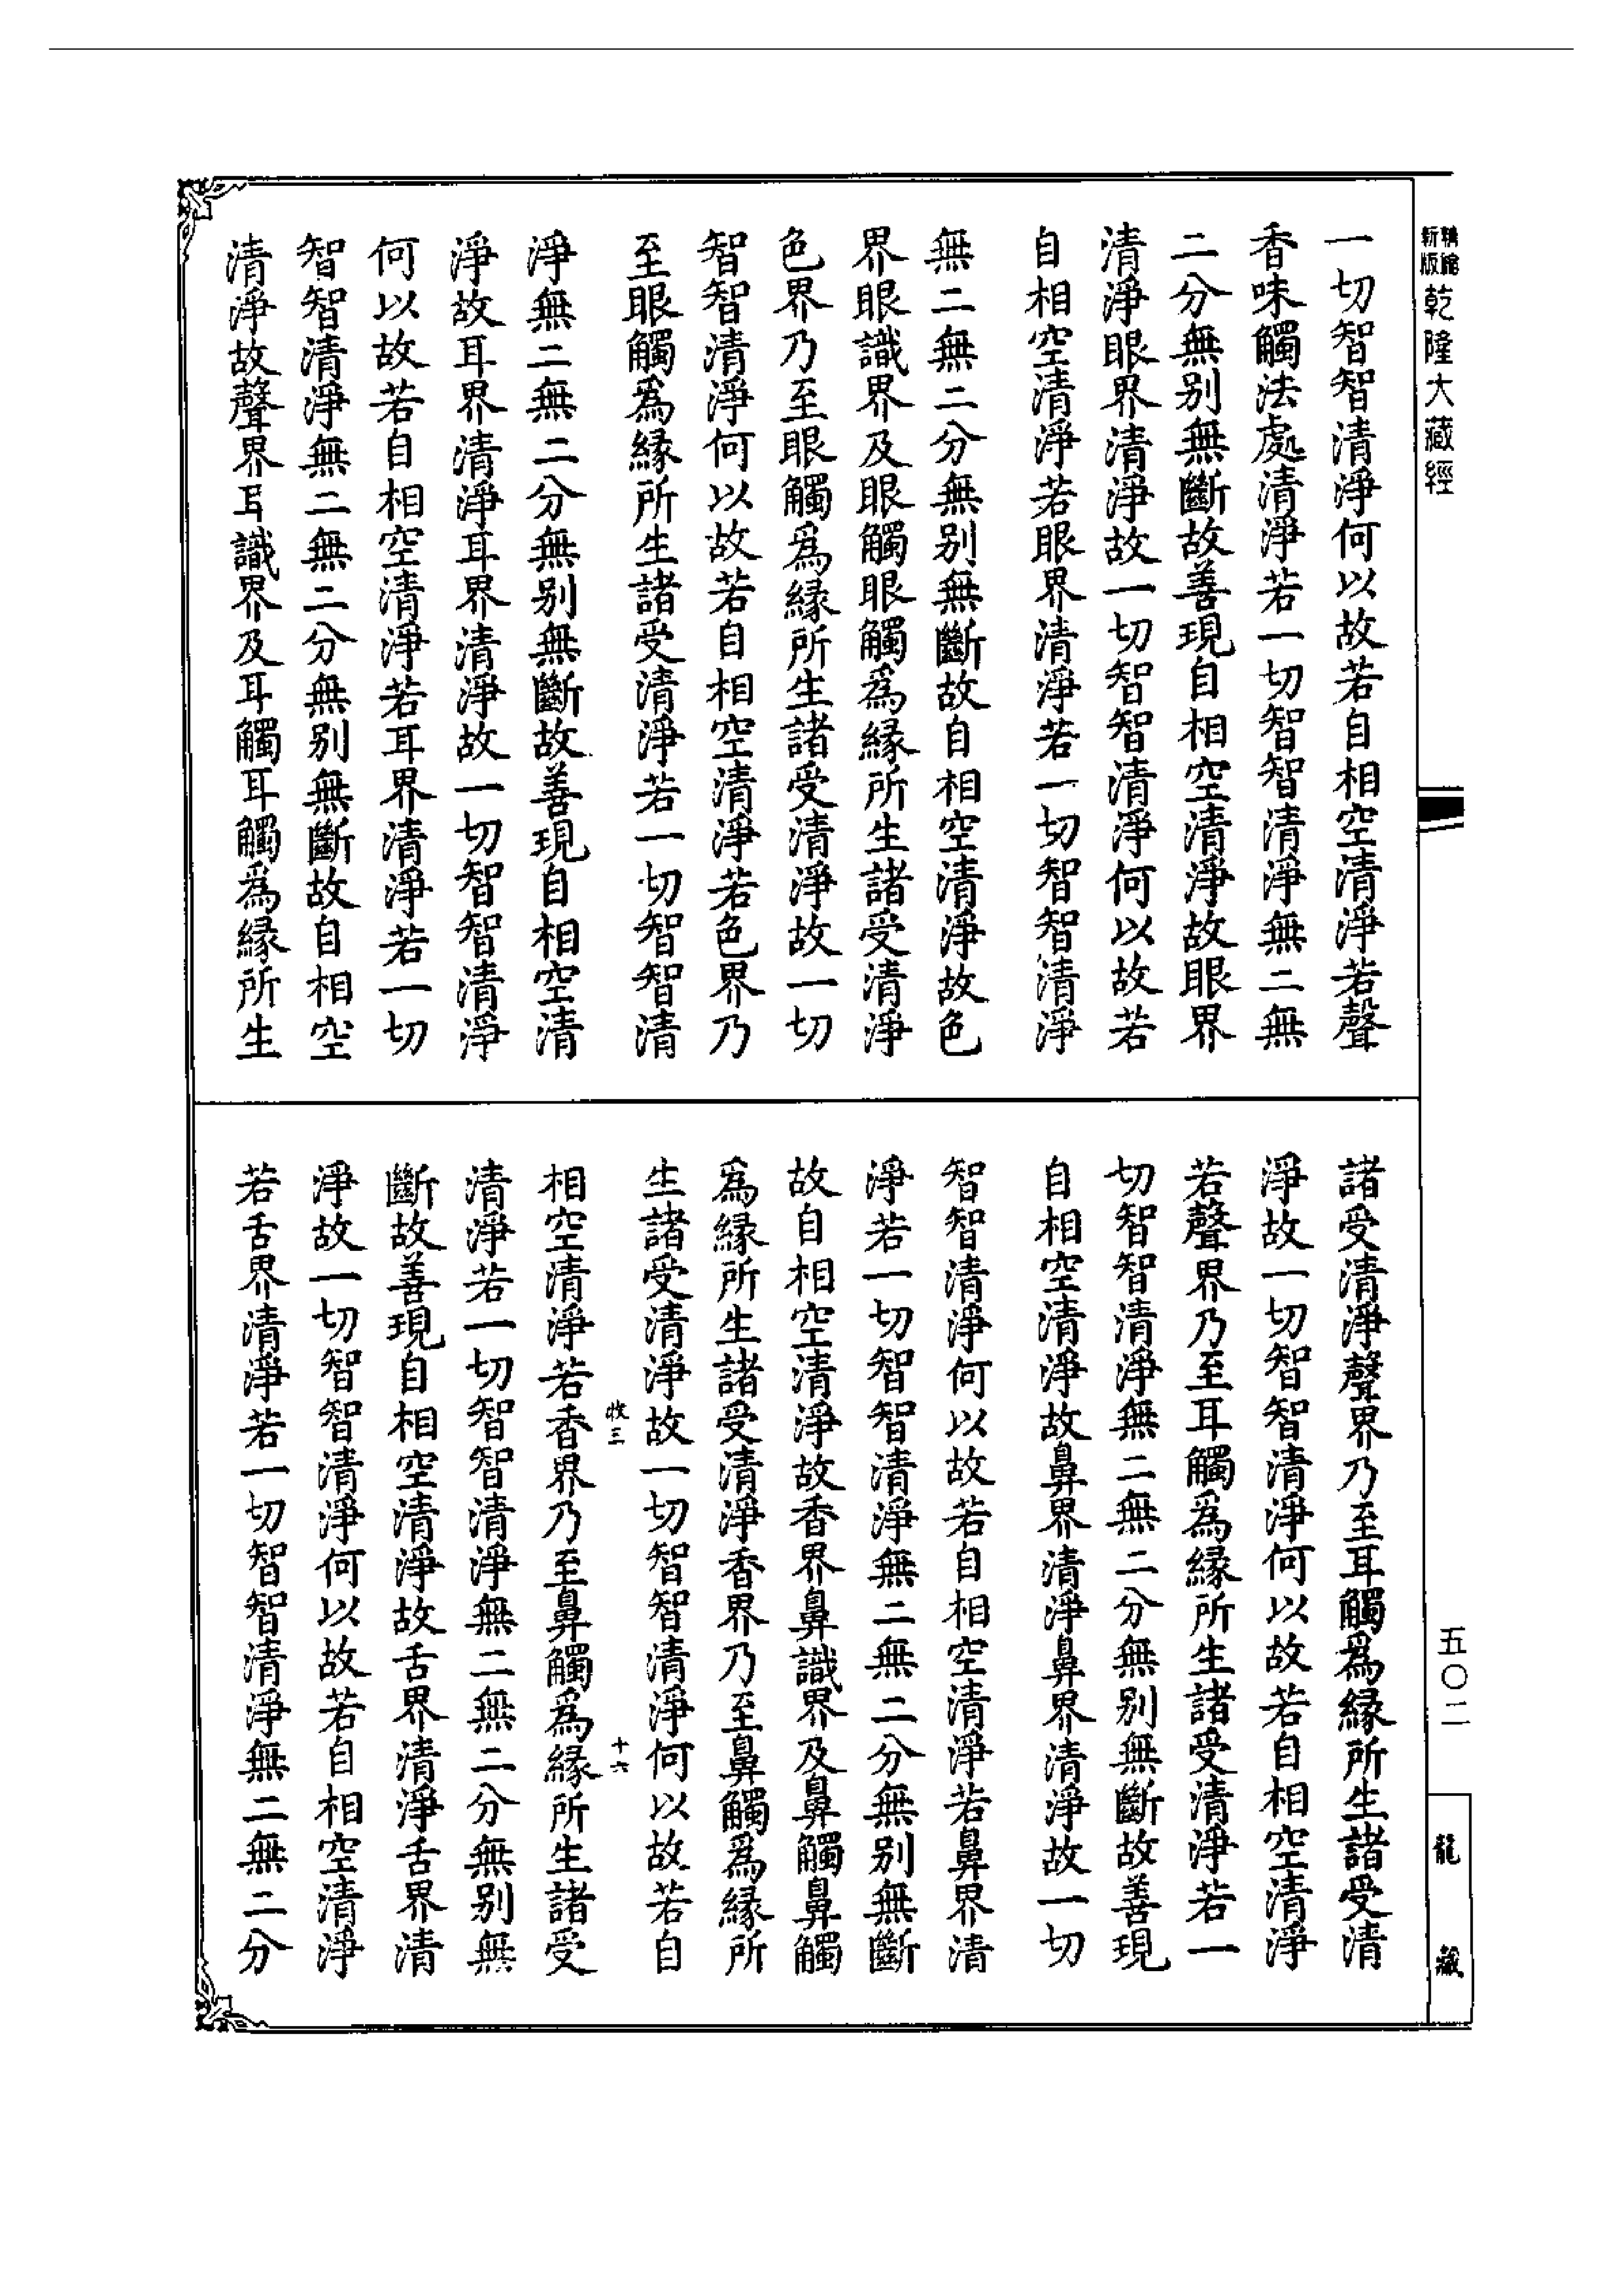 精縮新版乾隆大藏經
一切智智清淨何以故若自相空清淨若聲
香味觸法處清淨若一切智智清淨無二無
二分無別無斷故善現自相空清淨故眼界
清淨眼界清淨故一切智智清淨何以故若
自相空清淨若眼界清淨若一切智智清淨
無二無二分無別無斷故自相空清淨故色
界眼識界及眼觸眼觸爲緣所生諸受清淨
色界乃至眼觸爲緣所生諸受清淨故一切
智智清淨何以故若自相空清淨若色界乃
至眼觸爲緣所生諸受清淨若一切智智清
淨無二無二分無別無斷故善現自相空清
淨故耳界清淨耳界清淨故一切智智清淨
何以故若自相空清淨若耳界清淨若一切
智智清淨無二無二分無別無斷故自相空
清淨故聲界耳識界及耳觸耳觸爲緣所生
諸受清淨聲界乃至耳觸爲緣所生諸受清
淨故一切智智清淨何以故若自相空清淨
若聲界乃至耳觸爲緣所生諸受清淨若一
切智智清淨無二無二分無別無斷故善現
自相空清淨故鼻界清淨鼻界清淨故一切
智智清淨何以故若自相空清淨若鼻界清
淨若一切智智清淨無二無二分無別無斷
故自相空清淨故香界鼻識界及鼻觸鼻觸
爲緣所生諸受清淨香界乃至鼻觸爲緣所
生諸受清淨故一切智智清淨何以故若自
收三 十六
相空清淨若香界乃至鼻觸爲緣所生諸受
清淨若一切智智清淨無二無二分無別無
斷故善現自相空清淨故舌界清淨舌界清
淨故一切智智清淨何以故若自相空清淨
若舌界清淨若一切智智清淨無二無二分
五〇二
龍藏